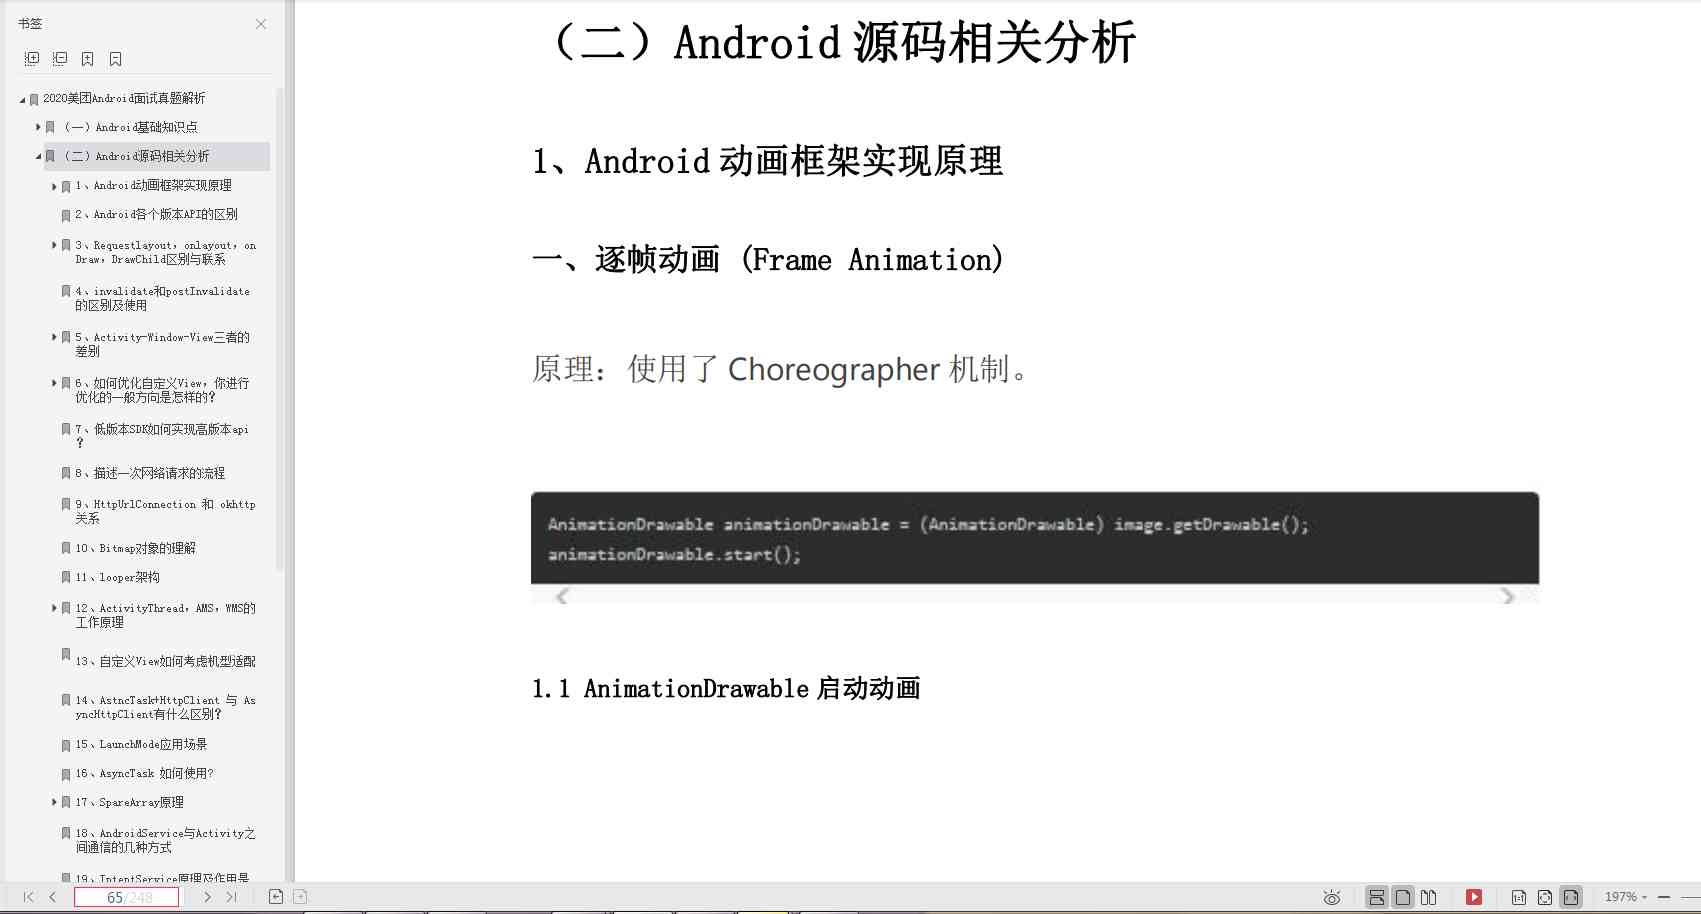 书签
2020美团Android面试真题解析
（一）Android基础知识点
（二）Android源码相关分析
1、Android动画框架实现原理
2、Android各个版本API的区别
3、Requestlayout，onlayout，on
Draw，DrawChild区别与联系
4、invalidate和postInvalidate
的区别及使用
5、Activity-Window-View三者的
差别
6、如何优化自定义View，你进行
优化的一般方向是怎样的？
7、低版本SDK如何实现高版本api
？
8、描述一次网络请求的流程
9、HttpUrlConnection 和 okhttp
关系
10、Bitmap对象的理解
11、looper架构
12、ActivityThread，AMS，WMS的
工作原理
13、自定义View如何考虑机型适配
14、AstncTask+HttpClient 与 As
yncHttpClient有什么区别？
15、LaunchMode应用场景
16、AsyncTask 如何使用?
17、SpareArray原理
18、AndroidService与Activity之
间通信的几种方式
19、IntentService原理及作用是
（二）Android 源码相关分析
1、Android 动画框架实现原理
一、逐帧动画 (Frame Animation)
原理：使用了 Choreographer 机制。
AnimationDrawable animationDrawable = (AnimationDrawable) image.getDrawable();
animationDrawable.start();
1.1 AnimationDrawable 启动动画
65/248
1:1
197%